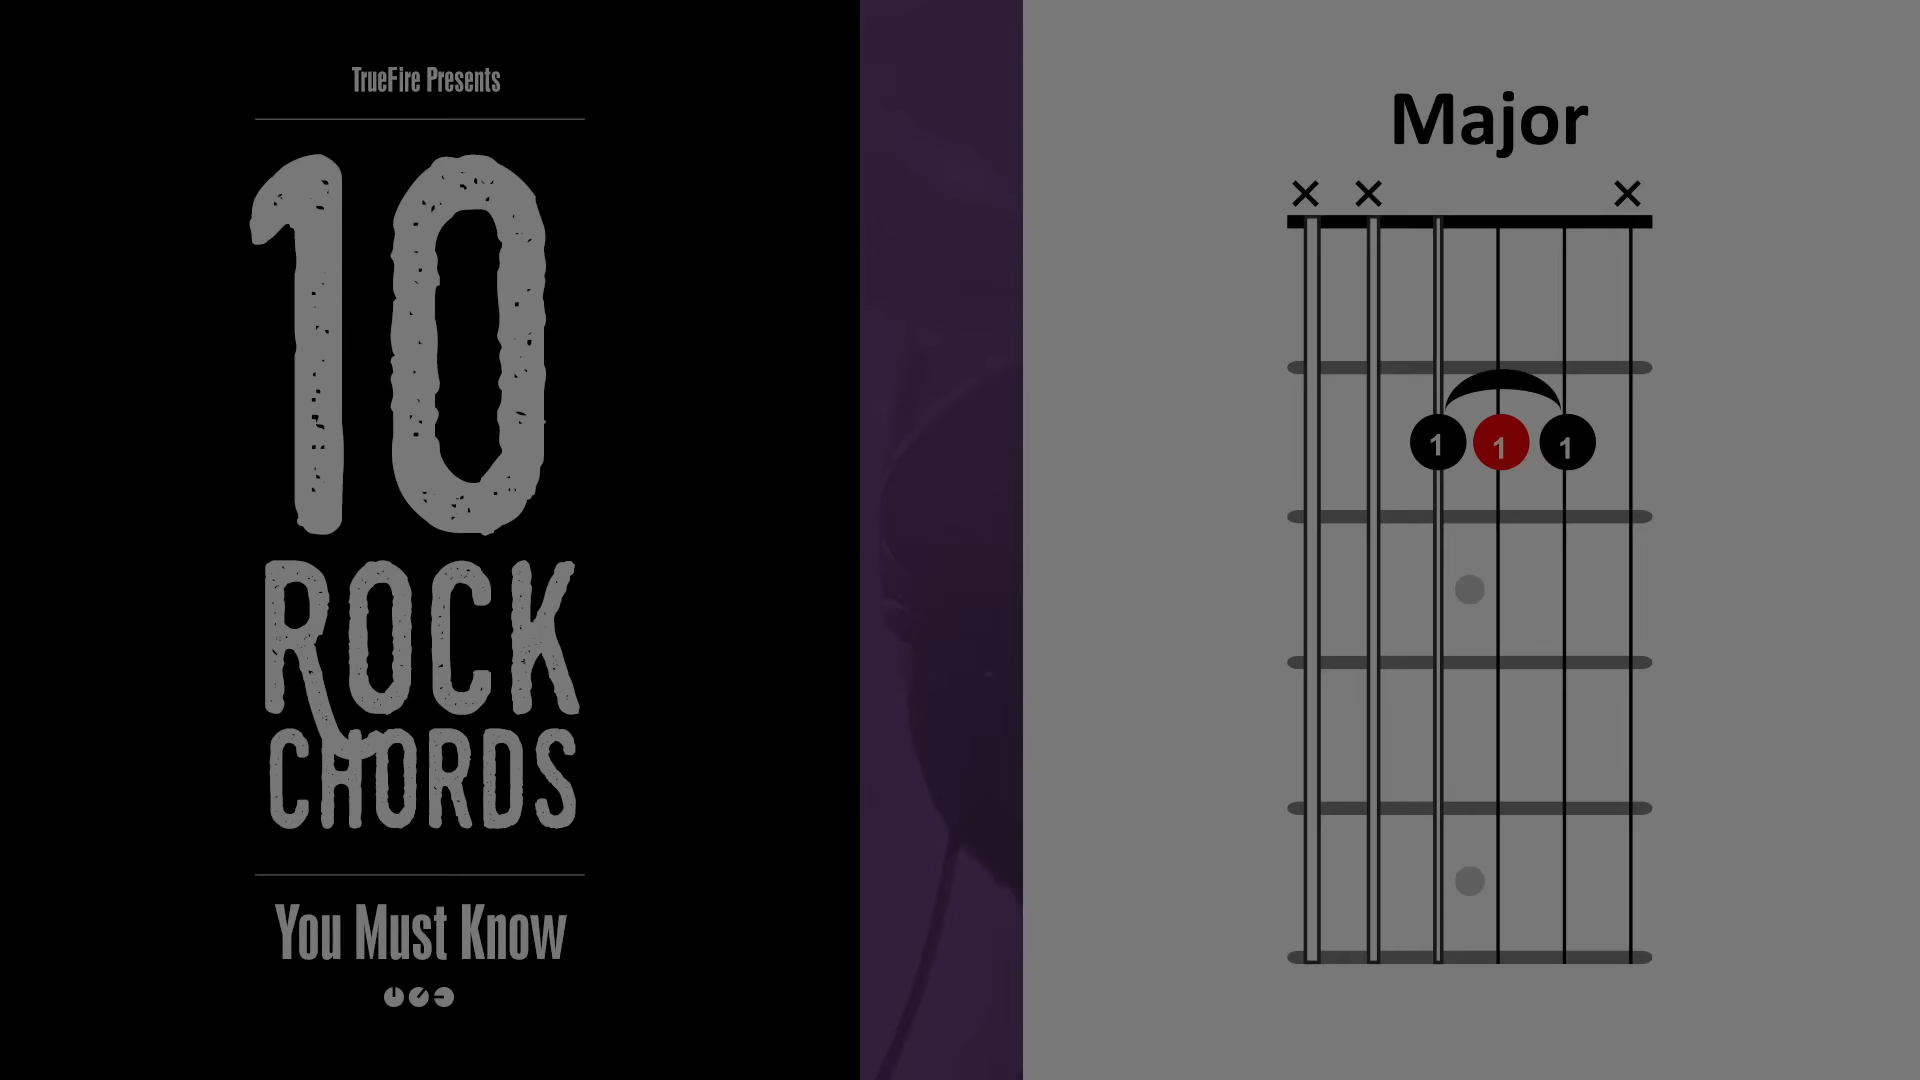 TrueFire Presents
10
ROCK
CHORDS
You Must Know
Major
× × ×
1 1 1